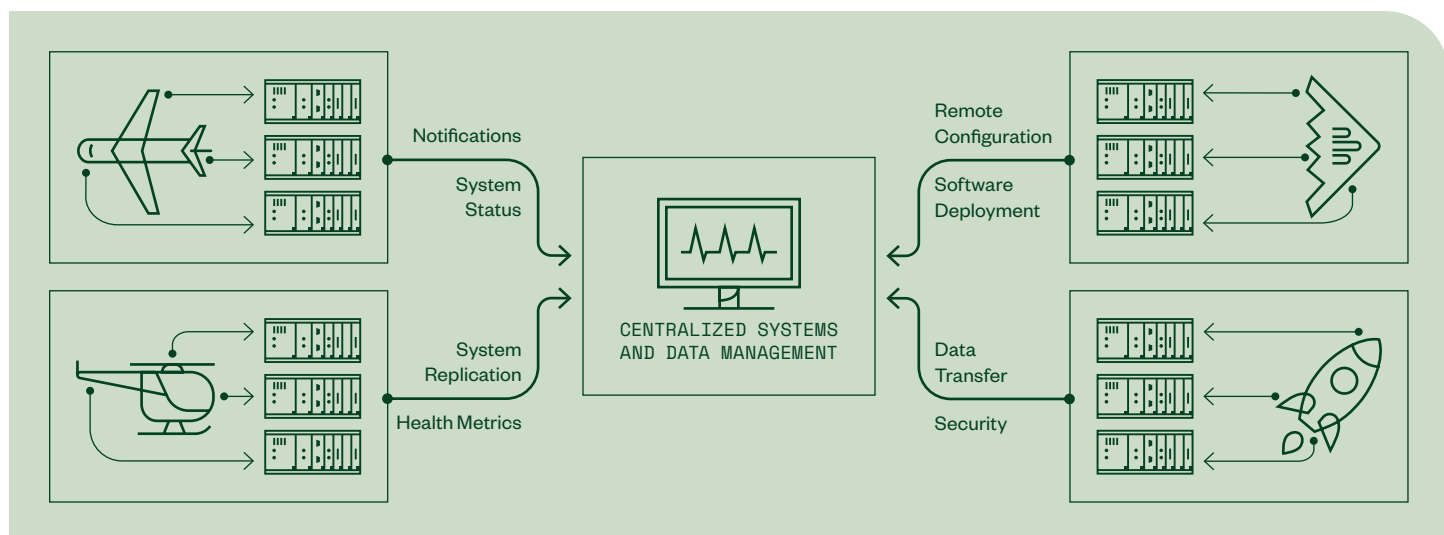 Notifications
System
Status
System
Replication
Health Metrics
CENTRALIZED SYSTEMS
AND DATA MANAGEMENT
Remote
Configuration
Software
Deployment
Data
Transfer
Security